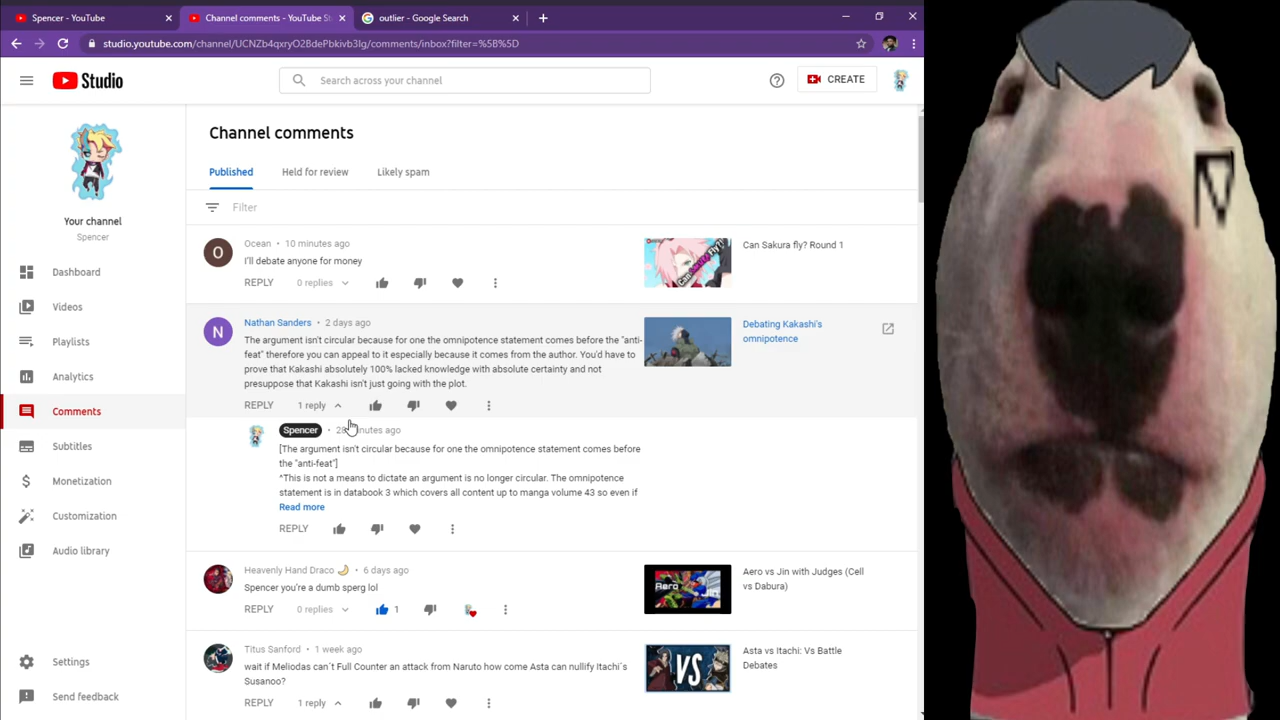 Spencer - YouTube
Channel comments - YouTube St
outlier - Google Search
studio.youtube.com/channel/UCNZb4qxryO2BdePbkivb3Ig/comments/inbox?filter=%5B%5D
Studio
Search across your channel
CREATE
Your channel
Spencer
Dashboard
Videos
Playlists
Analytics
Comments
Subtitles
Monetization
Customization
Audio library
Settings
Send feedback
Channel comments
Published
Held for review
Likely spam
Filter
O
Ocean • 10 minutes ago
I'll debate anyone for money
REPLY
0 replies
Can Sakura fly? Round 1
N
Nathan Sanders • 2 days ago
The argument isn't circular because for one the omnipotence statement comes before the "anti-
feat" therefore you can appeal to it especially because it comes from the author. You'd have to
prove that Kakashi absolutely 100% lacked knowledge with absolute certainty and not
presuppose that Kakashi isn't just going with the plot.
REPLY
1 reply
Debating Kakashi's
omnipotence
Spencer • minutes ago
[The argument isn't circular because for one the omnipotence statement comes before
the "anti-feat"]
^This is not a means to dictate an argument is no longer circular. The omnipotence
statement is in databook 3 which covers all content up to manga volume 43 so even if
Read more
REPLY
Heavenly Hand Draco 🌙 • 6 days ago
Spencer you're a dumb sperg lol
REPLY
0 replies
1
Aero
Jin
Aero vs Jin with Judges (Cell
vs Dabura)
Titus Sanford • 1 week ago
wait if Meliodas can´t Full Counter an attack from Naruto how come Asta can nullify Itachi´s
Susanoo?
REPLY
1 reply
VS
Asta vs Itachi: Vs Battle
Debates